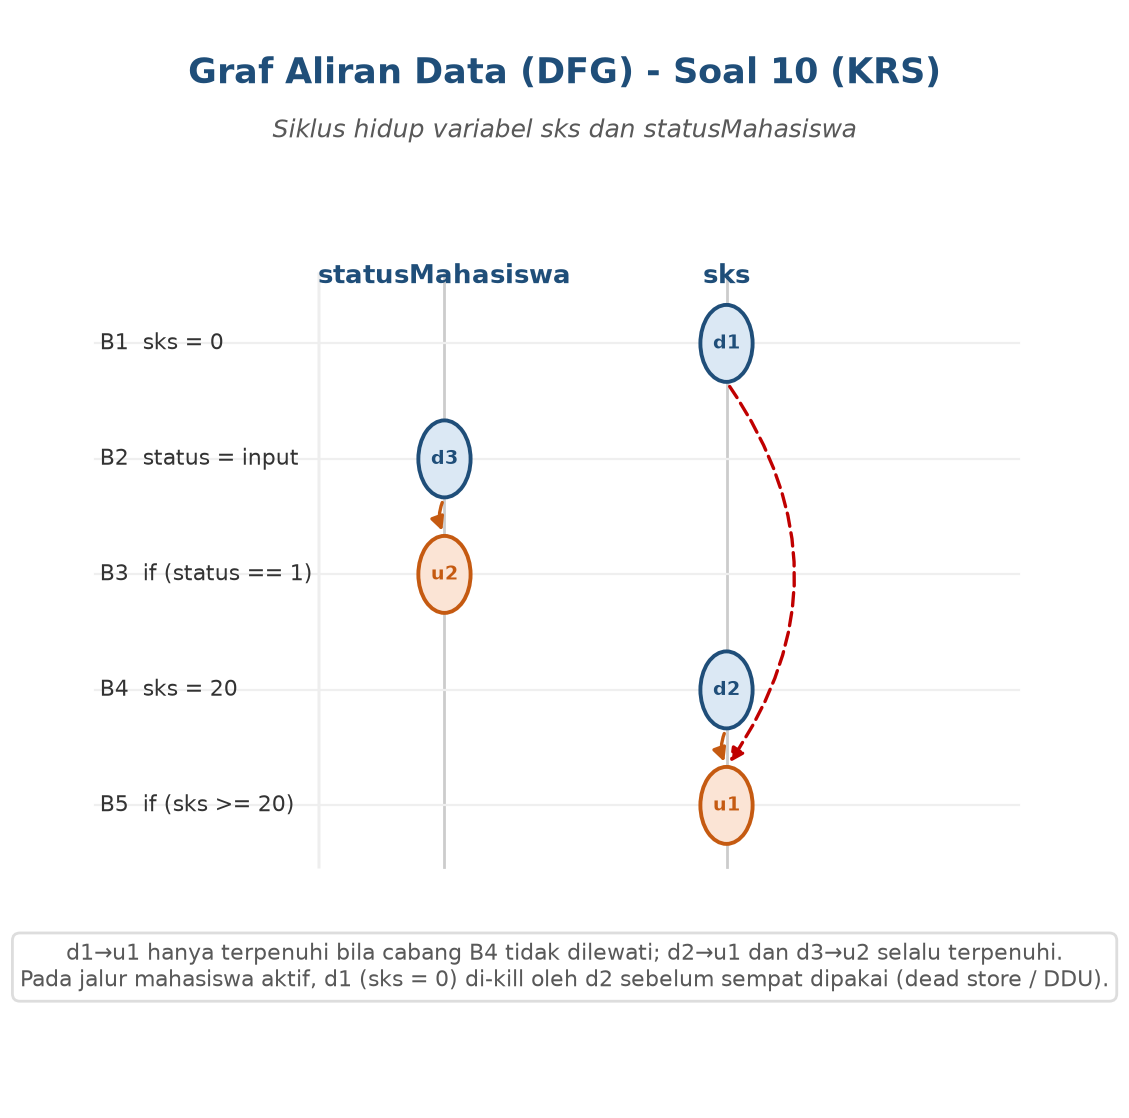 Graf Aliran Data (DFG) - Soal 10 (KRS)
Siklus hidup variabel sks dan statusMahasiswa
statusMahasiswa sks
B1 sks = 0 d1
B2 status = input d3
B3 if (status == 1) u2
B4 sks = 20 d2
B5 if (sks >= 20) u1
d1→u1 hanya terpenuhi bila cabang B4 tidak dilewati; d2→u1 dan d3→u2 selalu terpenuhi.
Pada jalur mahasiswa aktif, d1 (sks = 0) di-kill oleh d2 sebelum sempat dipakai (dead store / DDU).